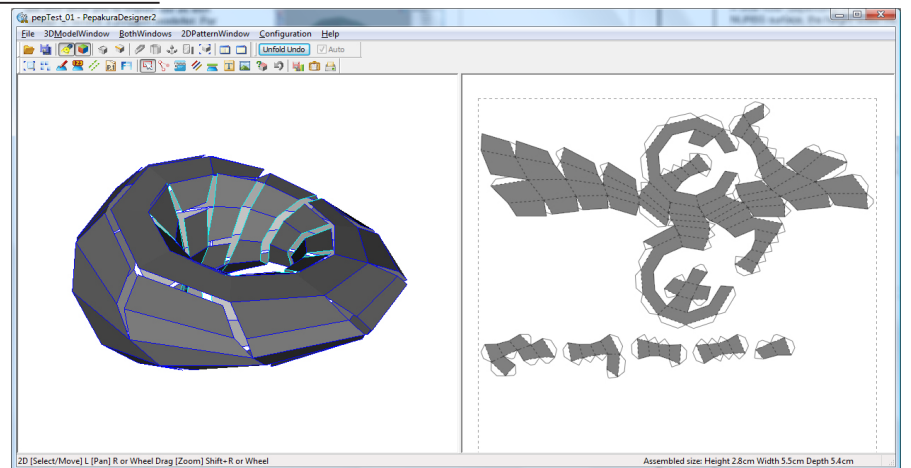 pepTest_01 - PepakuraDesigner2
File 3DModelWindow BothWindows 2DPatternWindow Configuration Help
Unfold Undo Auto
2D [Select/Move] L [Pan] R or Wheel Drag [Zoom] Shift+R or Wheel
Assembled size: Height 2.8cm Width 5.5cm Depth 5.4cm